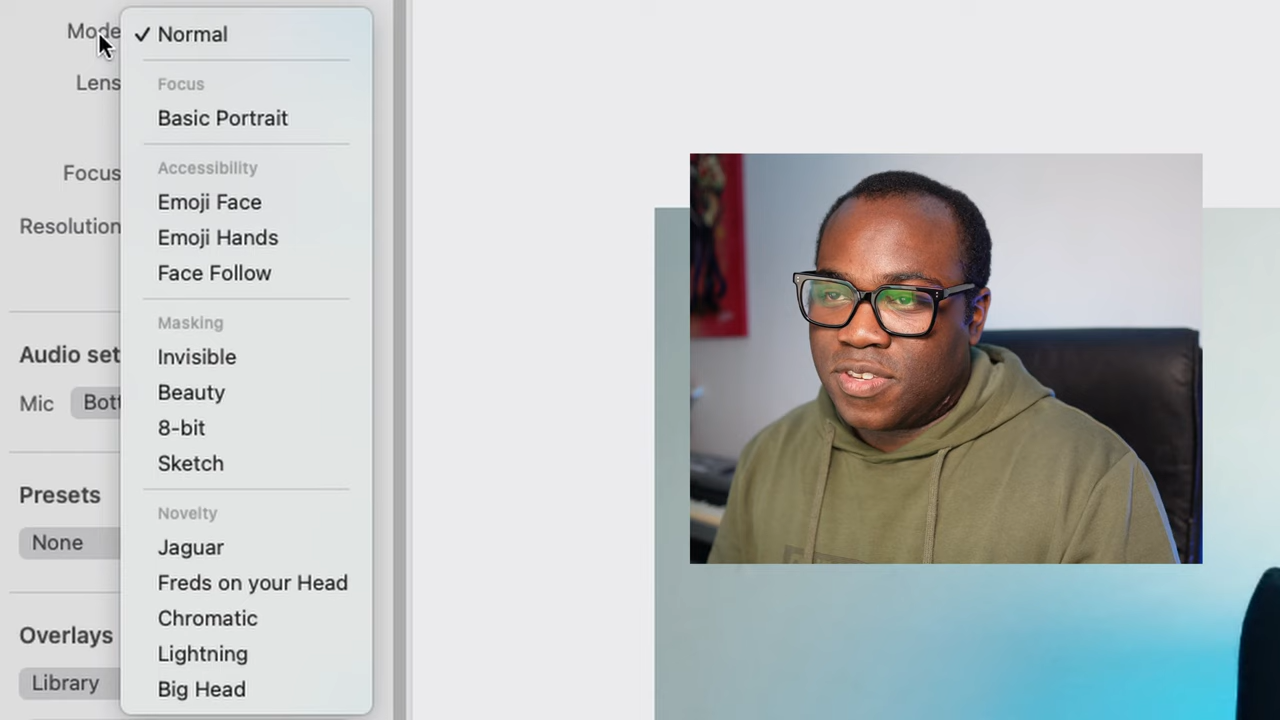 Mode
Normal
Lens
Focus
Basic Portrait
Accessibility
Focus
Emoji Face
Resolution
Emoji Hands
Face Follow
Masking
Audio set
Invisible
Mic
Beauty
8-bit
Sketch
Presets
Novelty
None
Jaguar
Freds on your Head
Chromatic
Overlays
Lightning
Library
Big Head